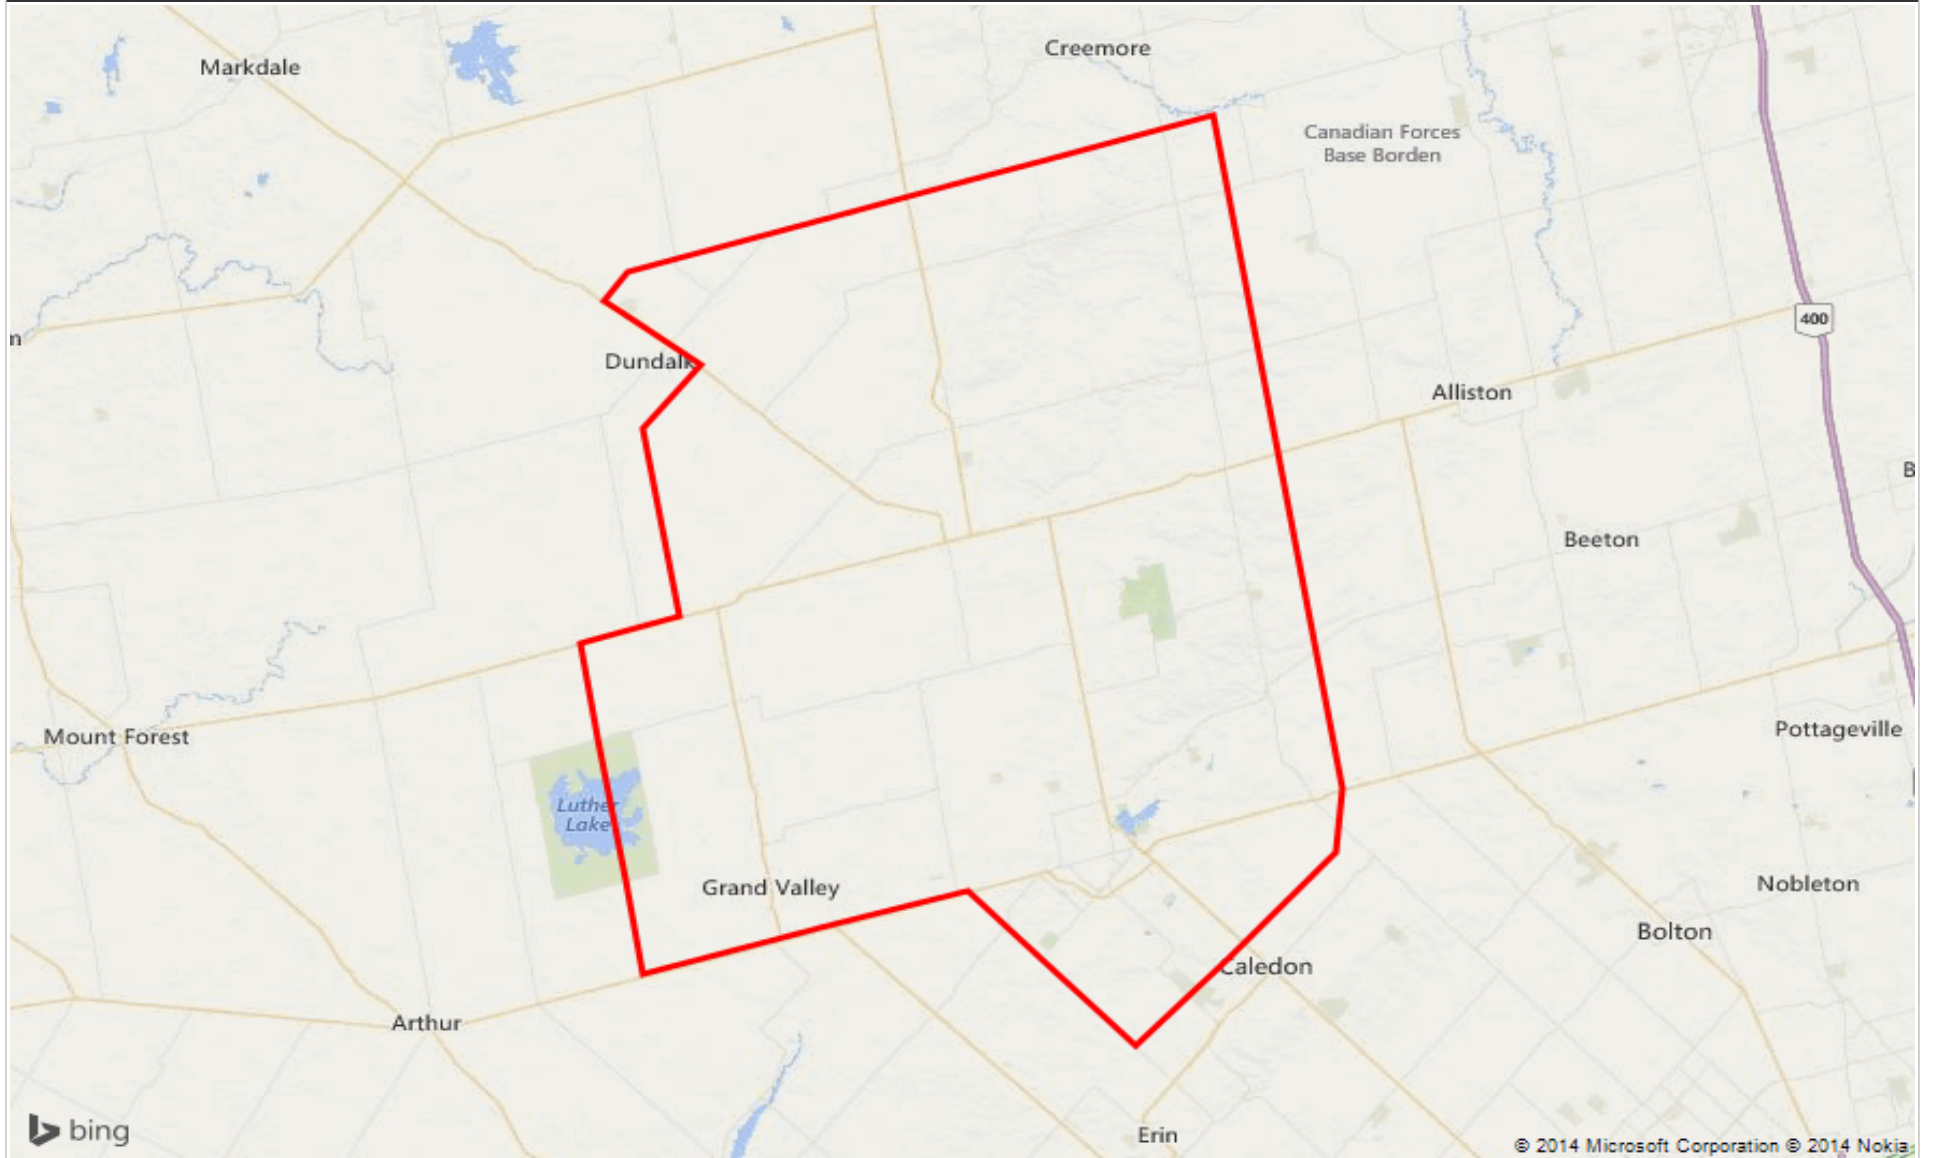 Creemore
Markdale
Canadian Forces
Base Borden
400
Dundalk
Alliston
Beeton
Mount Forest
Pottageville
Luther
Lake
Grand Valley
Nobleton
Bolton
Caledon
Arthur
bing
Erin
© 2014 Microsoft Corporation © 2014 Nokia